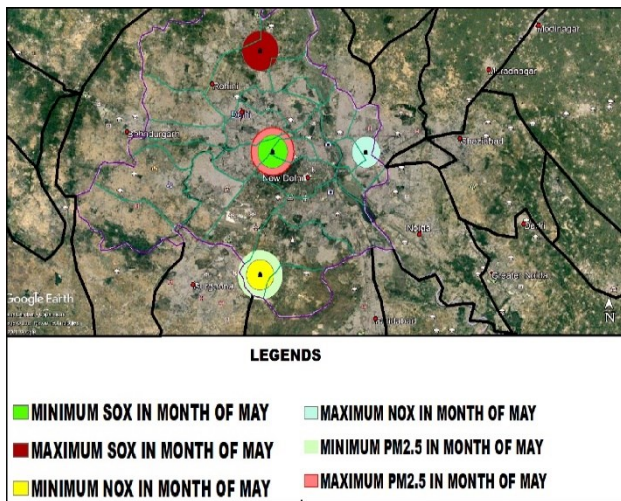 Modinagar
Muradnagar
Rohini
Delhi
Bahadurgarh
Ghaziabad
New Delhi
Noida
Dadri
Gurgaon
Greater Noida
Google Earth
Faridabad
N
LEGENDS
MINIMUM SOX IN MONTH OF MAY
MAXIMUM SOX IN MONTH OF MAY
MINIMUM NOX IN MONTH OF MAY
MAXIMUM NOX IN MONTH OF MAY
MINIMUM PM2.5 IN MONTH OF MAY
MAXIMUM PM2.5 IN MONTH OF MAY